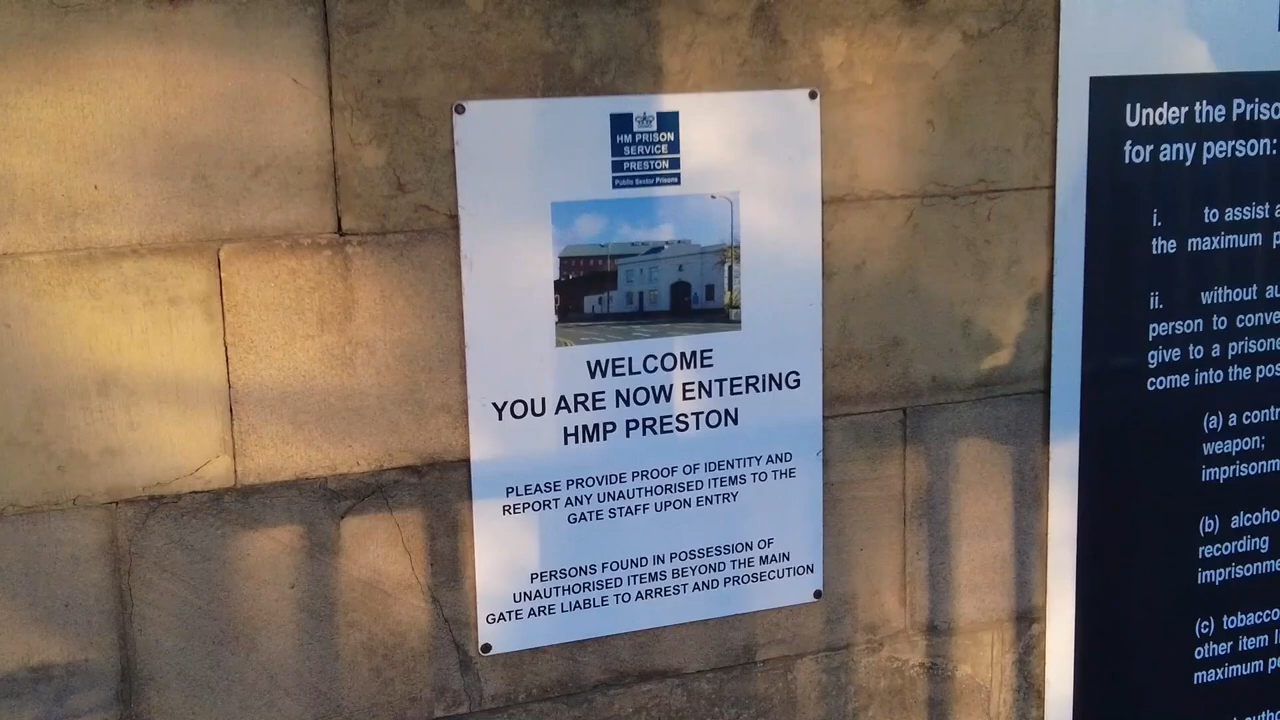 HM PRISON
SERVICE
PRESTON
Public Sector Prisons
WELCOME
YOU ARE NOW ENTERING
HMP PRESTON
PLEASE PROVIDE PROOF OF IDENTITY AND
REPORT ANY UNAUTHORISED ITEMS TO THE
GATE STAFF UPON ENTRY
PERSONS FOUND IN POSSESSION OF
UNAUTHORISED ITEMS BEYOND THE MAIN
GATE ARE LIABLE TO ARREST AND PROSECUTION
Under the Priso
for any person:
i. to assist a
the maximum p
ii. without au
person to conve
give to a prisone
come into the pos
(a) a contr
weapon;
imprisonm
(b) alcoho
recording
imprisonme
(c) tobacco
other item l
maximum pe